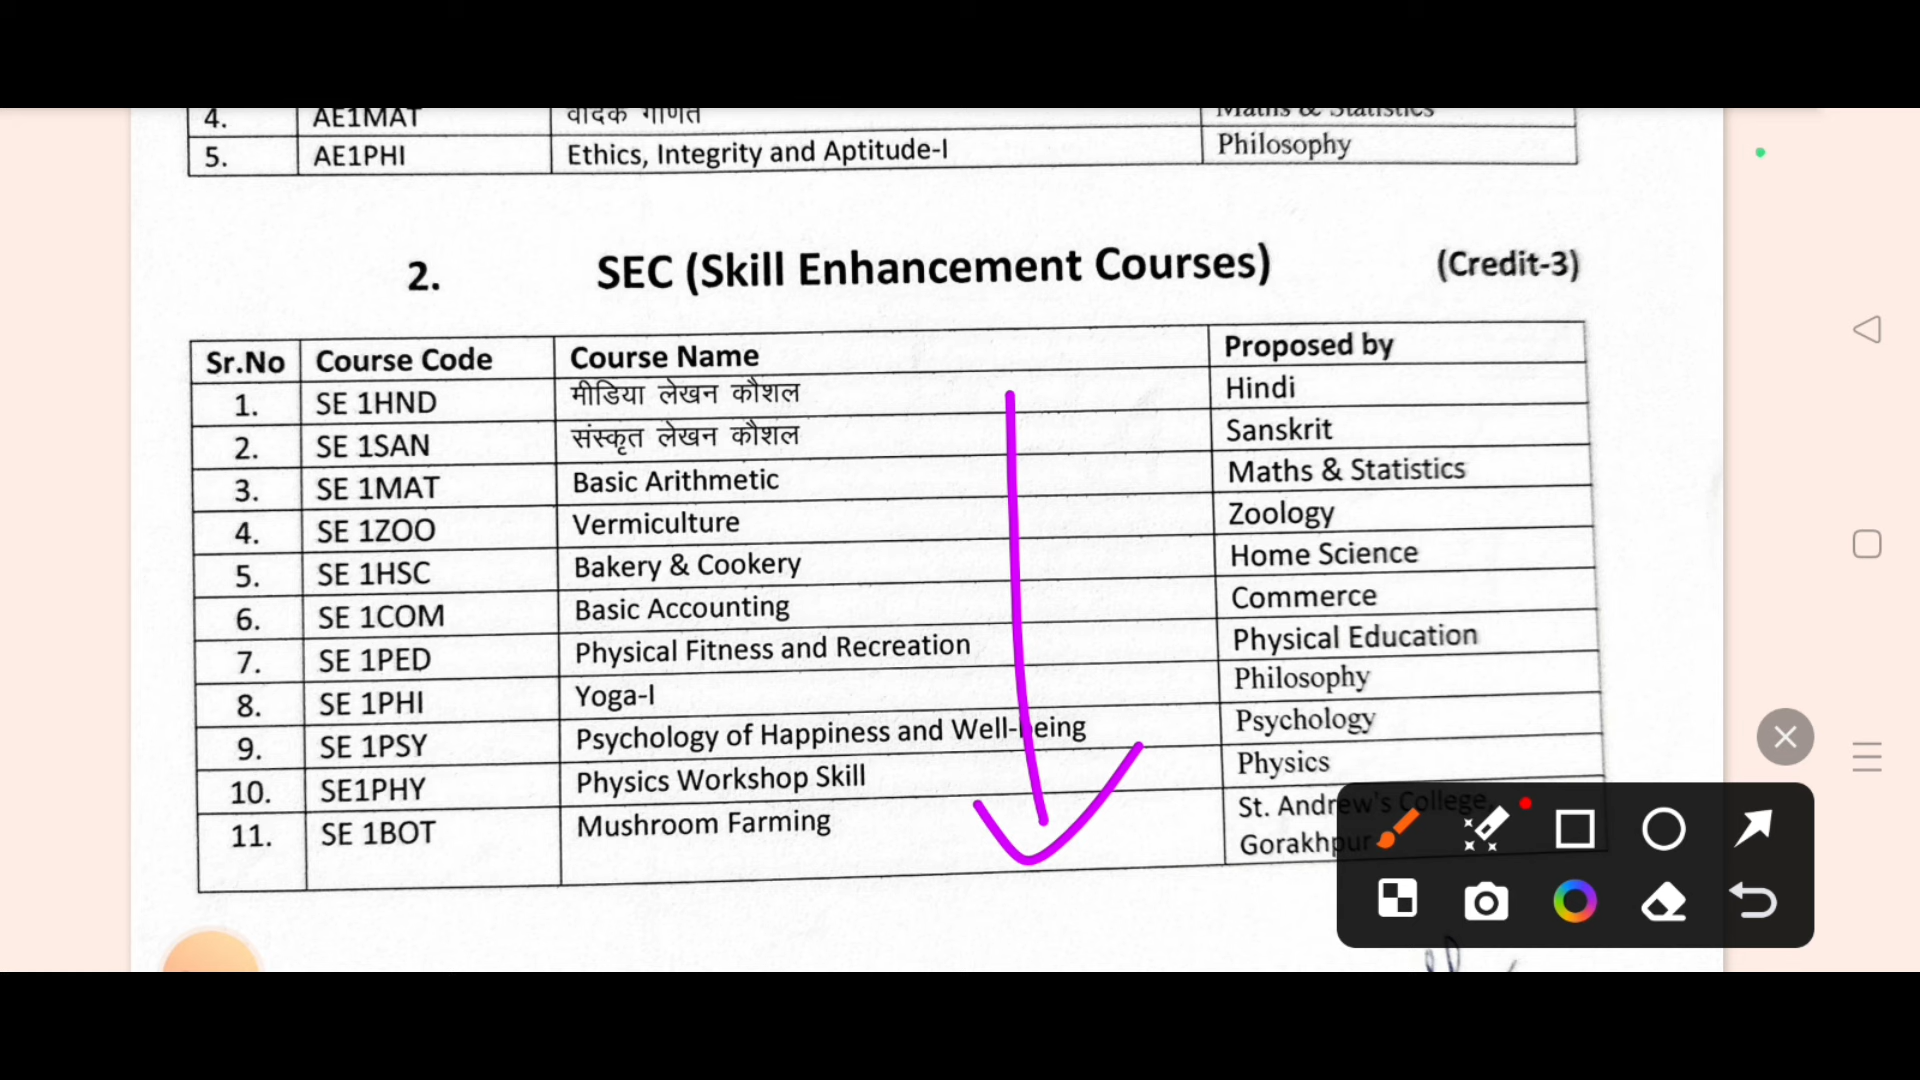 4. AE1MAT वैदिक गणित Maths & Statistics
5. AE1PHI Ethics, Integrity and Aptitude-I Philosophy
2. SEC (Skill Enhancement Courses) (Credit-3)
Sr.No Course Code Course Name Proposed by
1. SE 1HND मीडिया लेखन कौशल Hindi
2. SE 1SAN संस्कृत लेखन कौशल Sanskrit
3. SE 1MAT Basic Arithmetic Maths & Statistics
4. SE 1ZOO Vermiculture Zoology
5. SE 1HSC Bakery & Cookery Home Science
6. SE 1COM Basic Accounting Commerce
7. SE 1PED Physical Fitness and Recreation Physical Education
8. SE 1PHI Yoga-I Philosophy
9. SE 1PSY Psychology of Happiness and Well-being Psychology
10. SE1PHY Physics Workshop Skill Physics
11. SE 1BOT Mushroom Farming St. Andrew's College,
Gorakhpur